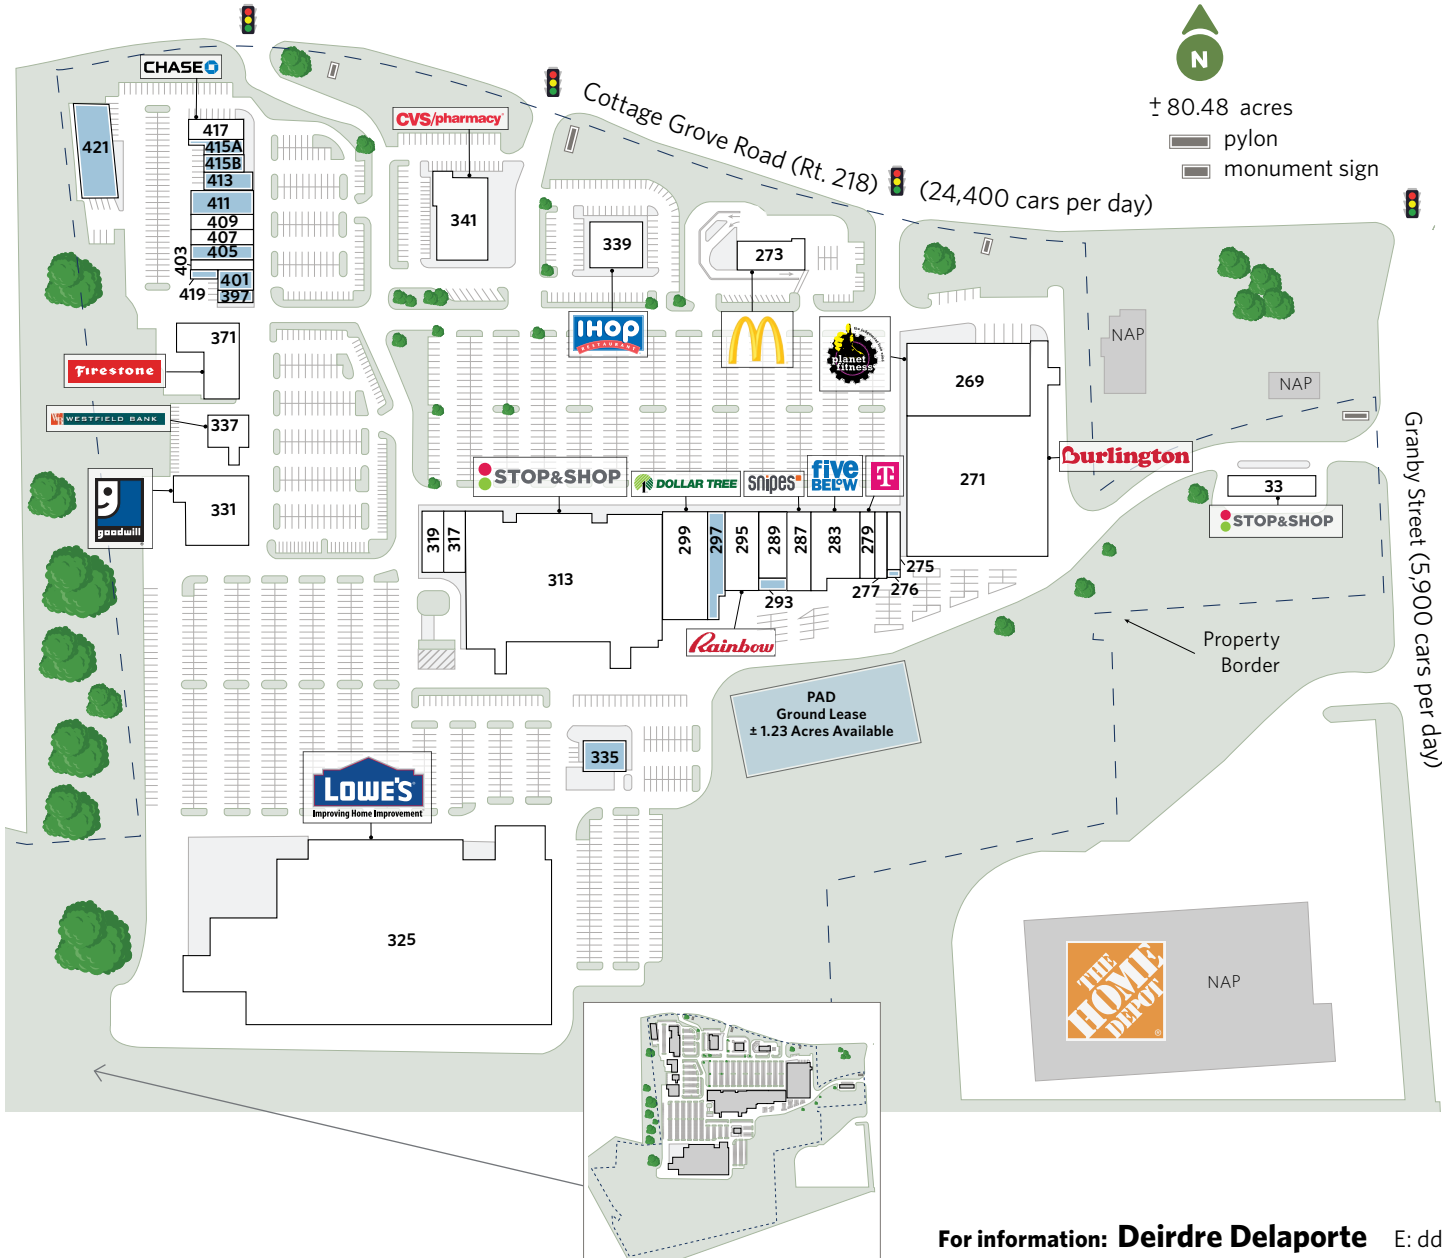 ± 80.48 acres
pylon
monument sign
Cottage Grove Road (Rt. 218)
(24,400 cars per day)
Granby Street (5,900 cars per day)
CHASE
CVS/pharmacy
421
417
415A
415B
413
411
409
407
405
403
401
419
397
341
339
273
IHOP
RESTAURANT
planet
fitness
371
Firestone
WESTFIELD BANK
337
goodwill
331
269
271
Burlington
NAP
NAP
33
STOP&SHOP
STOP&SHOP
DOLLAR TREE
snipes
five
BELOW
T
319
317
313
299
297
295
289
287
283
279
275
277
276
293
Rainbow
Property
Border
PAD
Ground Lease
± 1.23 Acres Available
335
LOWE'S
Improving Home Improvement
325
THE
HOME
DEPOT
NAP
N
For information: Deirdre Delaporte E: dd